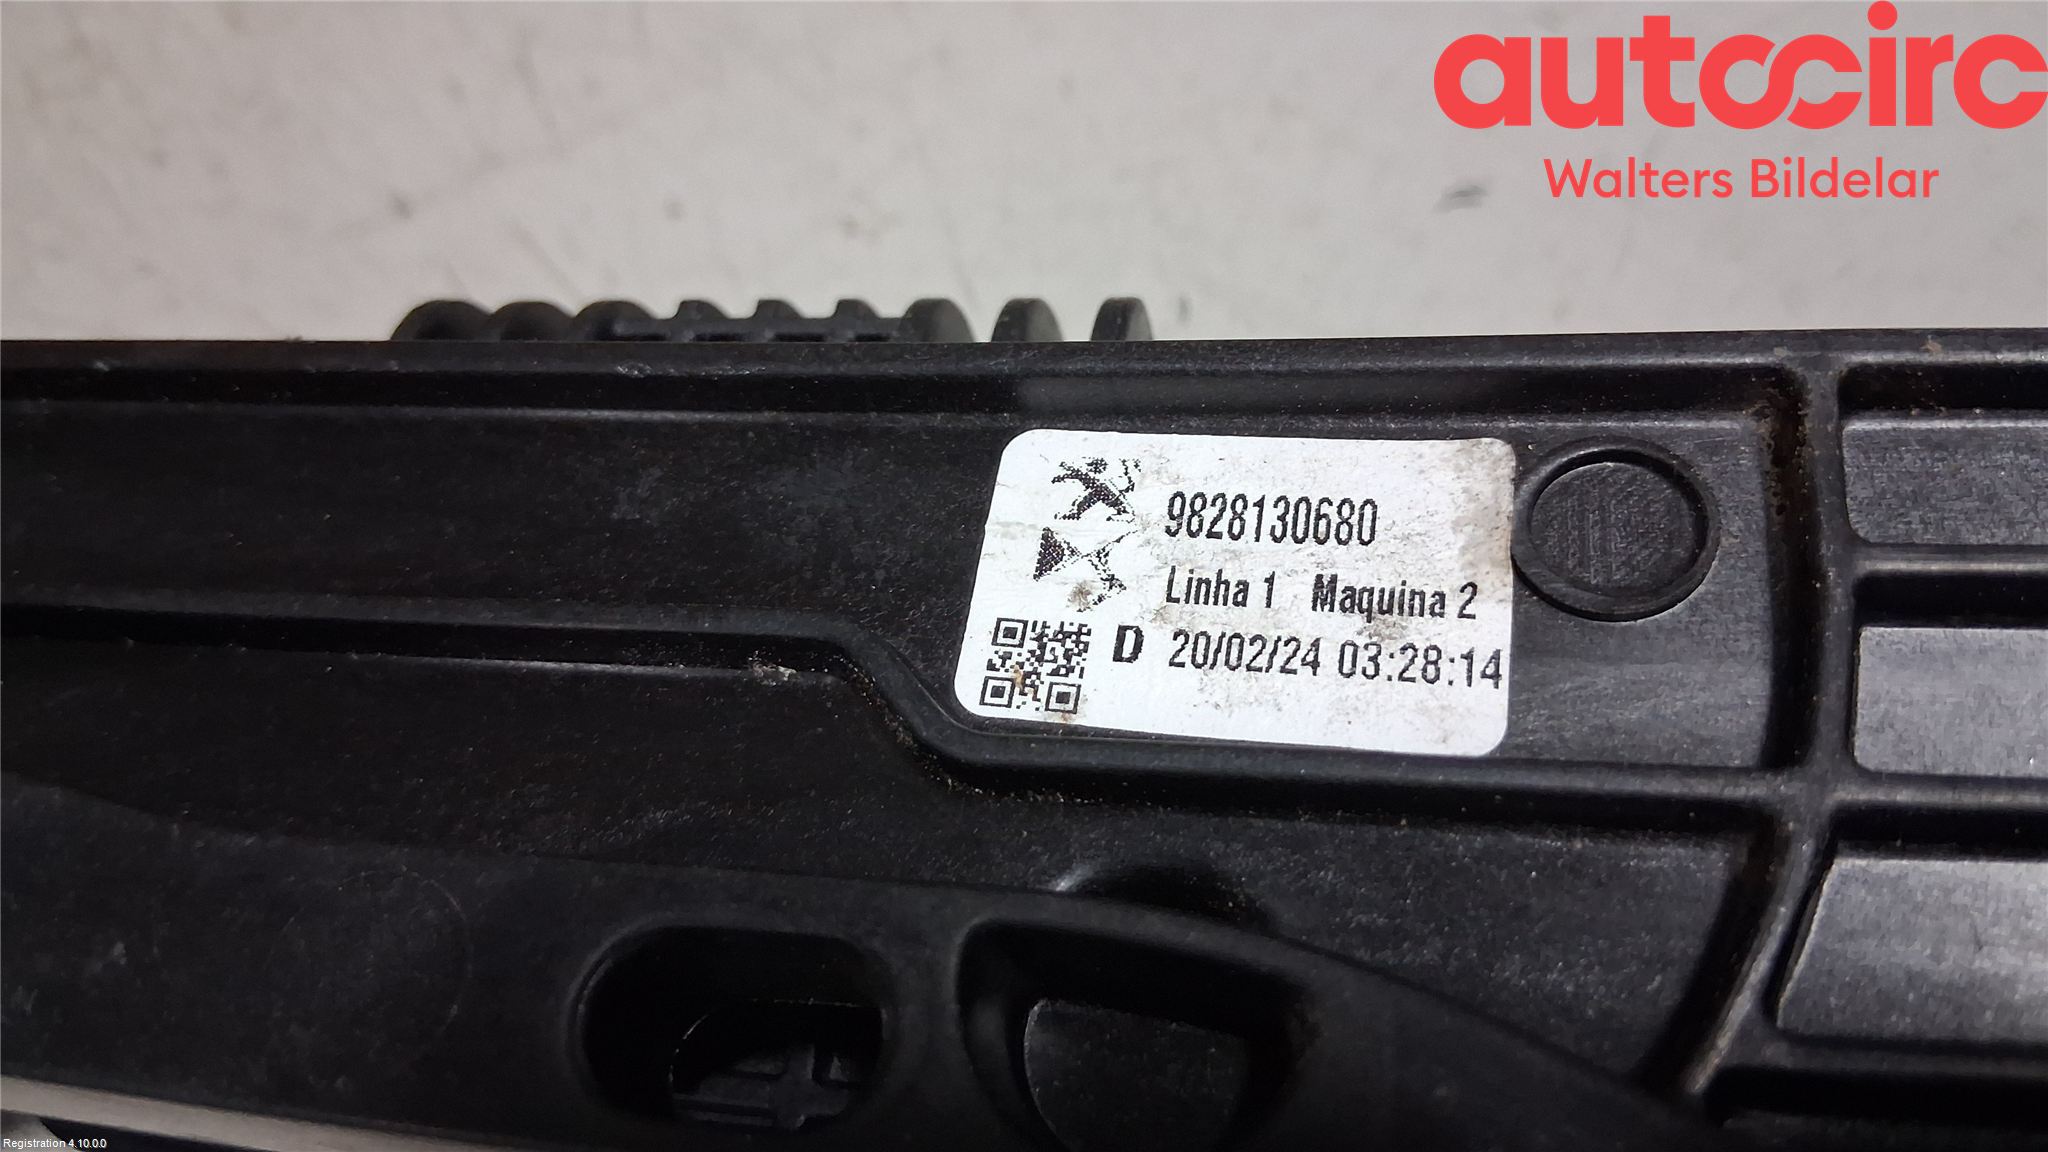 autocirc
Walters Bildelar
9828130680
Linha 1 Maquina 2
D 20/02/24 03:28:14
Registration 4.10.0.0